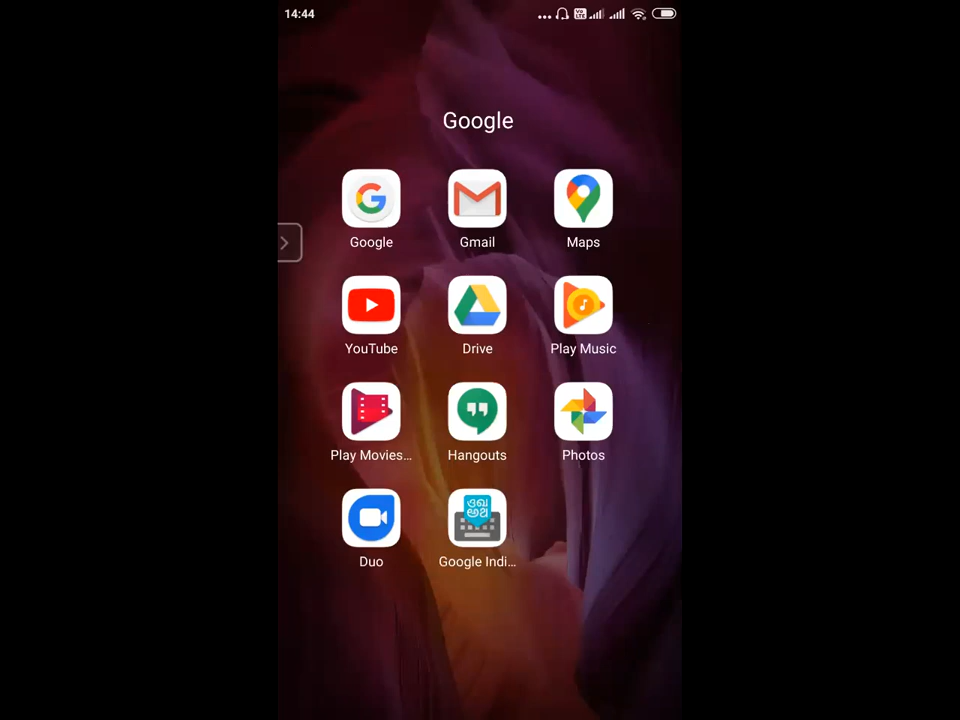 14:44
Google
Google
Gmail
Maps
YouTube
Drive
Play Music
Play Movies...
Hangouts
Photos
Duo
Google Indi...